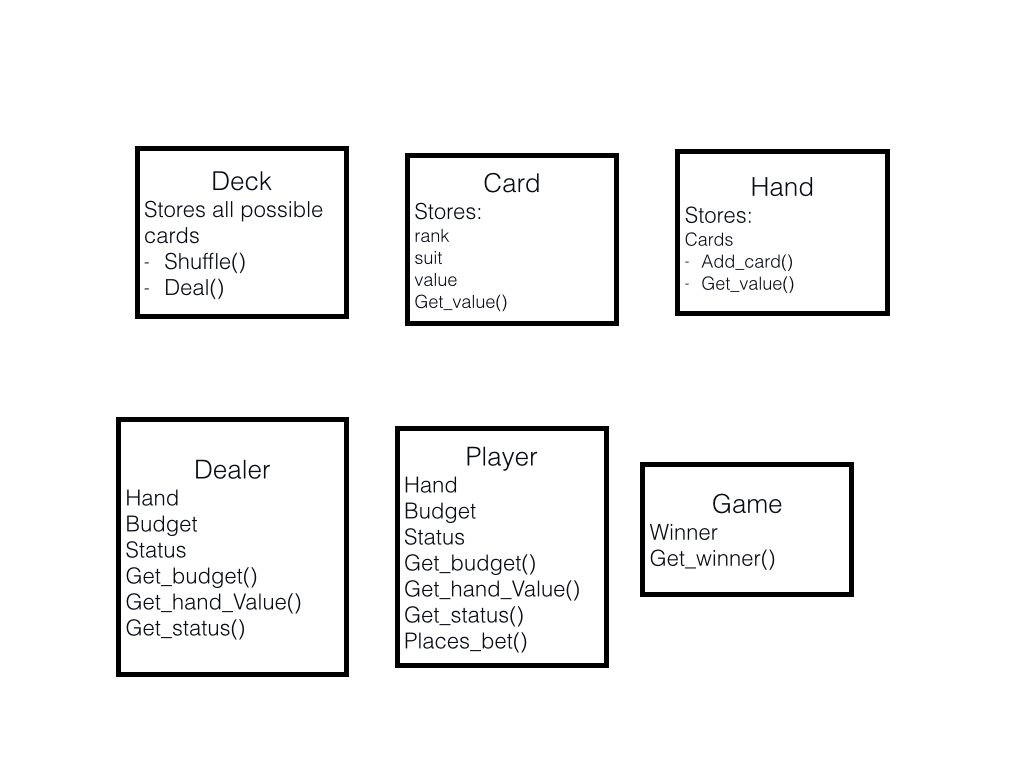 Deck
Stores all possible
cards
- Shuffle()
- Deal()
Card
Stores:
rank
suit
value
Get_value()
Hand
Stores:
Cards
- Add_card()
- Get_value()
Dealer
Hand
Budget
Status
Get_budget()
Get_hand_Value()
Get_status()
Player
Hand
Budget
Status
Get_budget()
Get_hand_Value()
Get_status()
Places_bet()
Game
Winner
Get_winner()